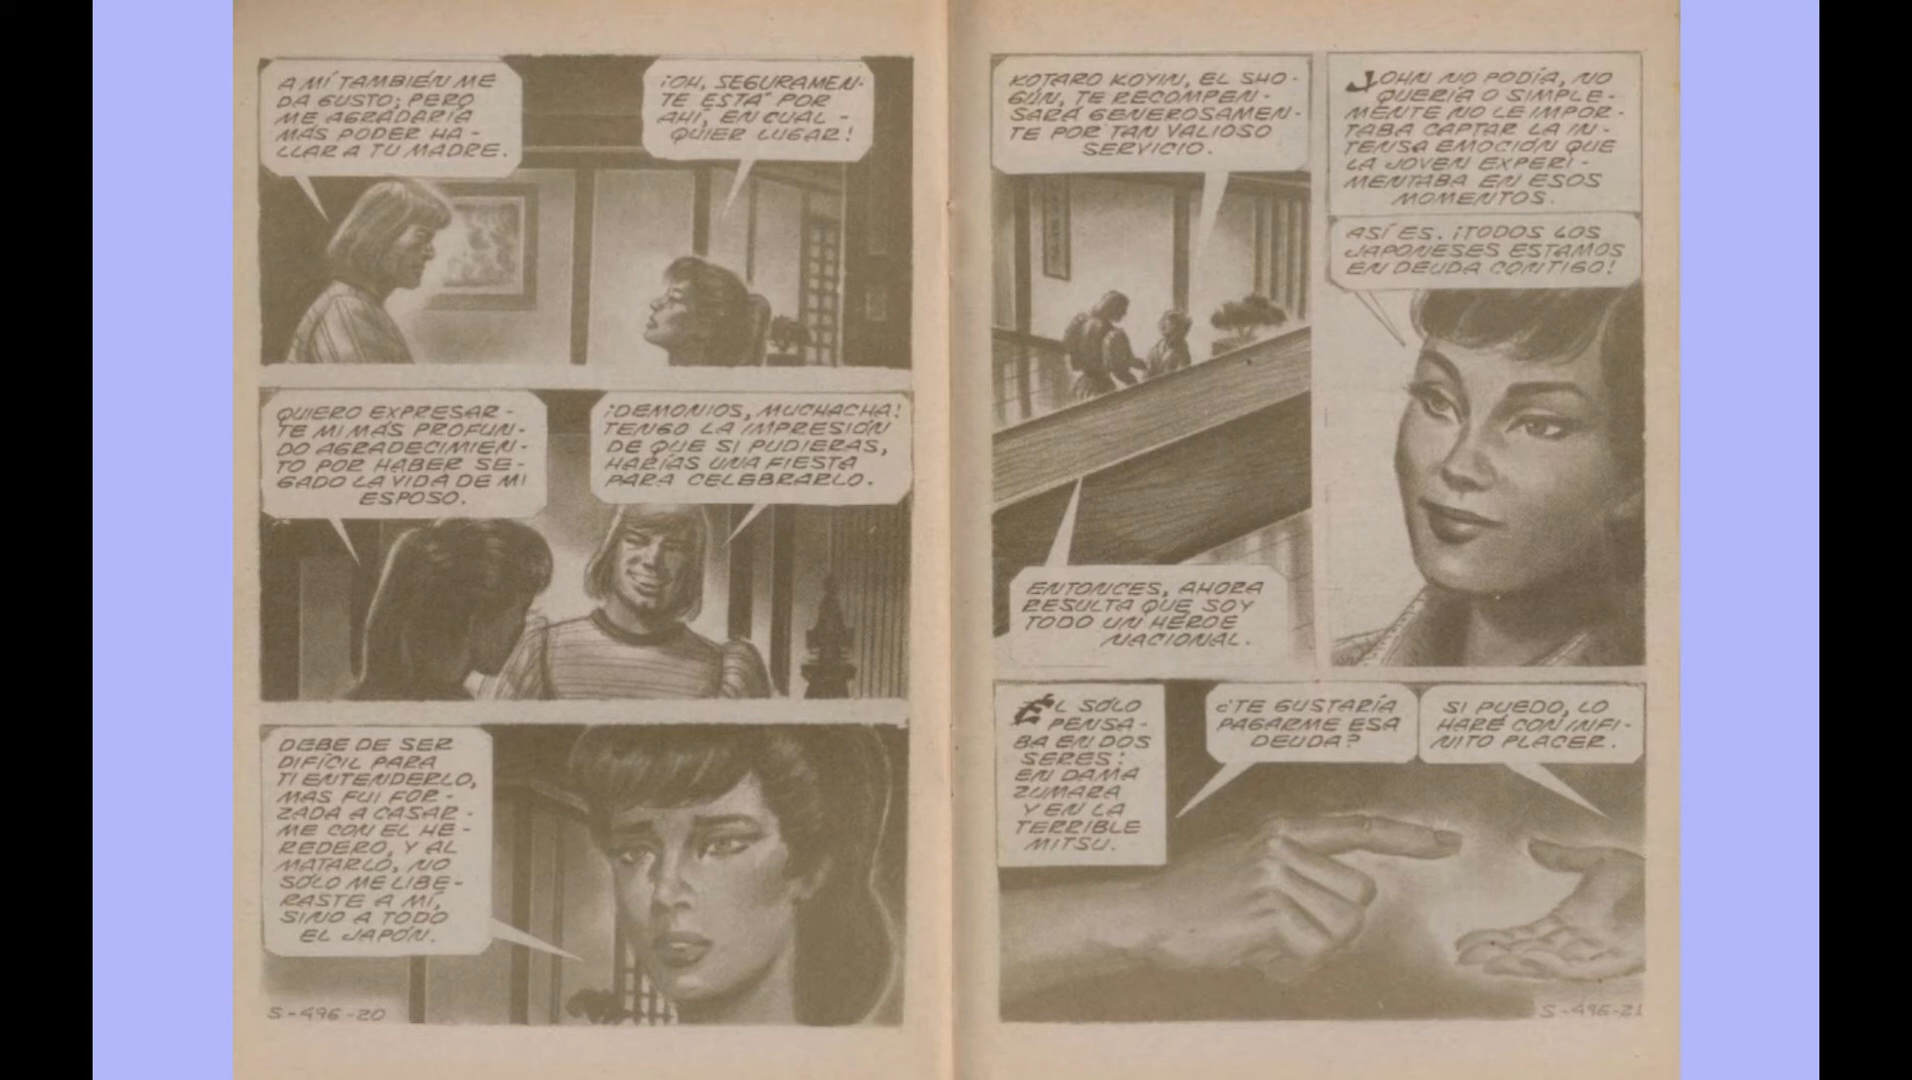 A MÍ TAMBIÉN ME
DA GUSTO; PERO
ME AGRADARÍA
MÁS PODER HA-
LLAR A TU MADRE.
¡OH, SEGURAMEN-
TE ESTÁ POR
AHÍ, EN CUAL-
QUIER LUGAR!
QUIERO EXPRESAR-
TE MI MÁS PROFUN-
DO AGRADECIMIEN-
TO POR HABER SE-
GADO LA VIDA DE MI
ESPOSO.
¡DEMONIOS, MUCHACHA!
TENGO LA IMPRESIÓN
DE QUE SI PUDIERAS,
HARÍAS UNA FIESTA
PARA CELEBRARLO.
DEBE DE SER
DIFÍCIL PARA
TI ENTENDERLO,
MAS FUI FOR-
ZADA A CASAR-
ME CON EL HE-
REDERO, Y AL
MATARLO, NO
SÓLO ME LIBE-
RASTE A MÍ,
SINO A TODO
EL JAPÓN.
S-496-20
KOTARO KOYIN, EL SHO-
GÚN, TE RECOMPEN-
SARÁ GENEROSAMEN-
TE POR TAN VALIOSO
SERVICIO.
ENTONCES, AHORA
RESULTA QUE SOY
TODO UN HÉROE
NACIONAL.
JOHN NO PODÍA, NO
QUERÍA O SIMPLE-
MENTE NO LE IMPOR-
TABA CAPTAR LA IN-
TENSA EMOCIÓN QUE
LA JOVEN EXPERI-
MENTABA EN ESOS
MOMENTOS.
ASÍ ES. ¡TODOS LOS
JAPONESES ESTAMOS
EN DEUDA CONTIGO!
ÉL SÓLO
PENSA-
BA EN DOS
SERES:
EN DAMA
ZUMARA
Y EN LA
TERRIBLE
MITSU.
¿TE GUSTARÍA
PAGARME ESA
DEUDA?
SI PUEDO, LO
HARÉ CON INFI-
NITO PLACER.
S-496-21